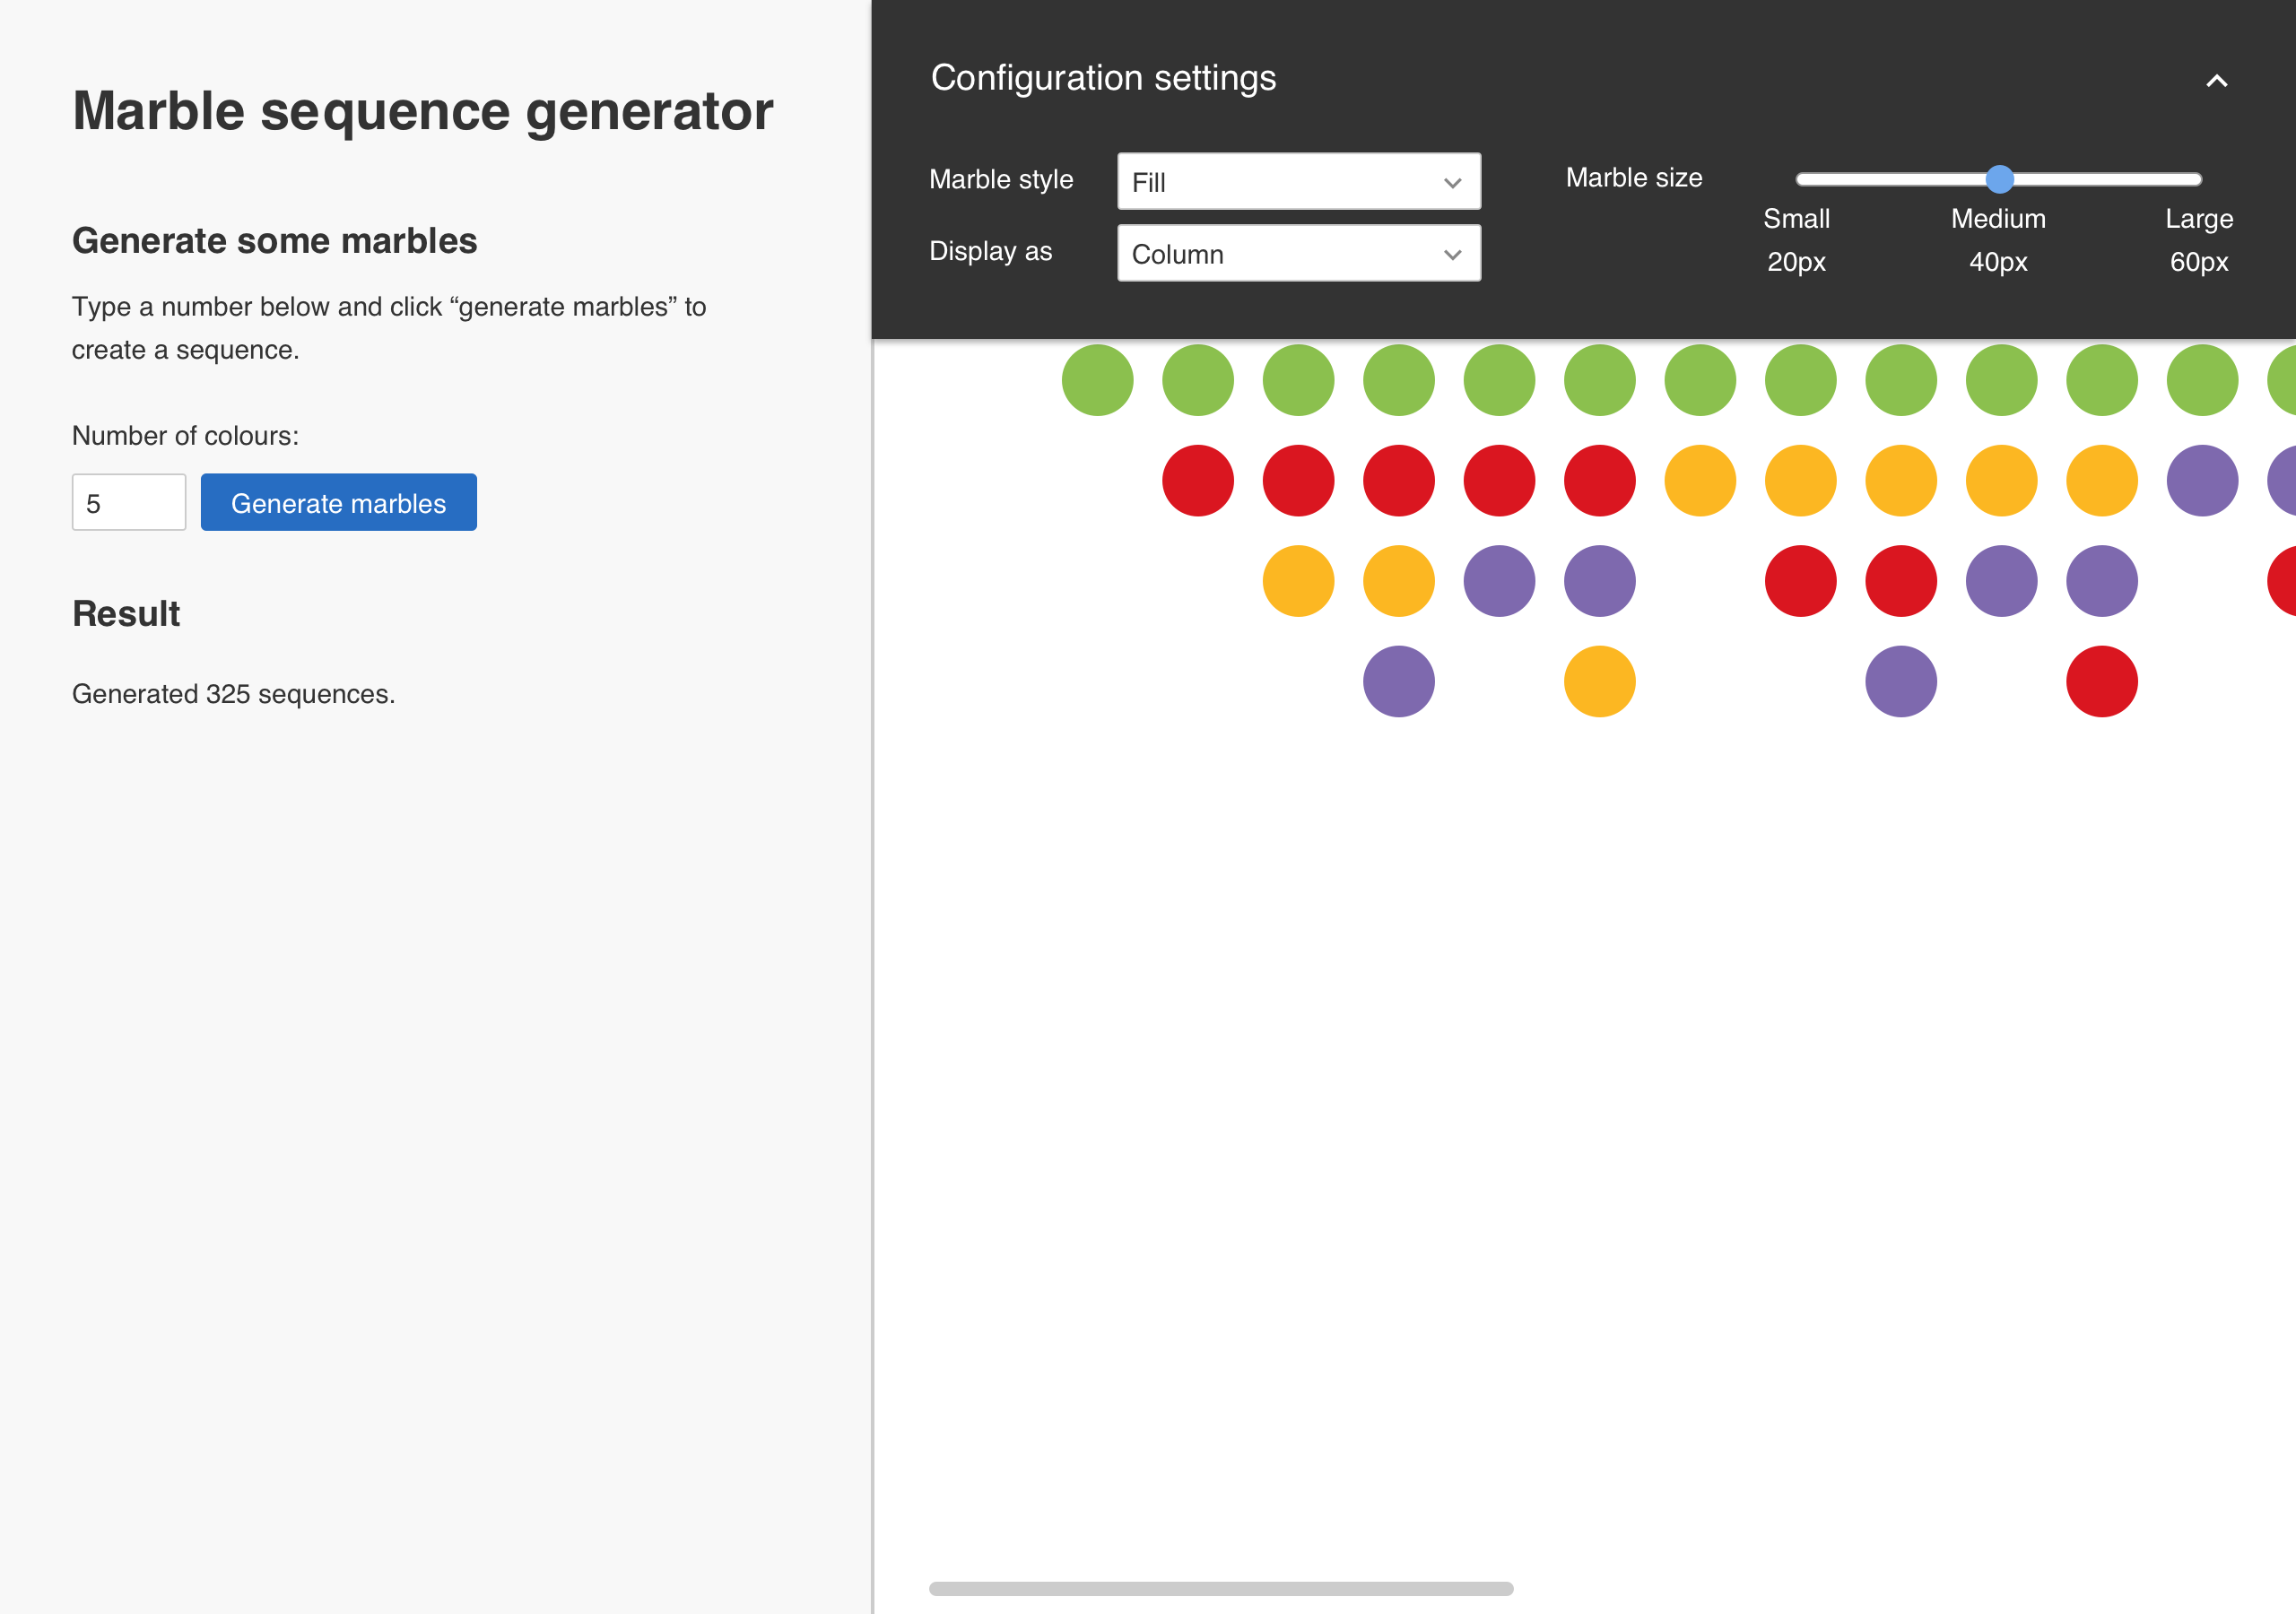 Marble sequence generator
Generate some marbles
Type a number below and click “generate marbles” to
create a sequence.
Number of colours:
5
Generate marbles
Result
Generated 325 sequences.
Configuration settings
Marble style
Fill
Display as
Column
Marble size
Small
Medium
Large
20px
40px
60px